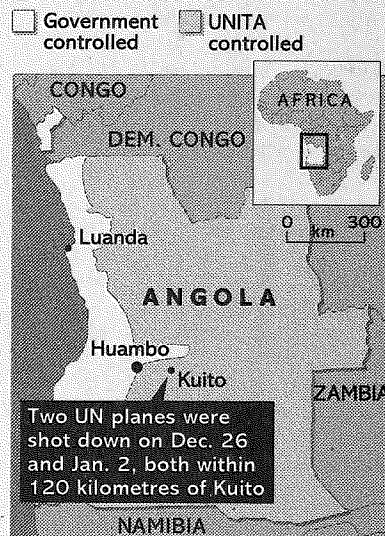 Government
controlled
UNITA
controlled
CONGO
AFRICA
DEM. CONGO
0 km 300
Luanda
ANGOLA
Huambo
Kuito
ZAMBIA
Two UN planes were
shot down on Dec. 26
and Jan. 2, both within
120 kilometres of Kuito
NAMIBIA